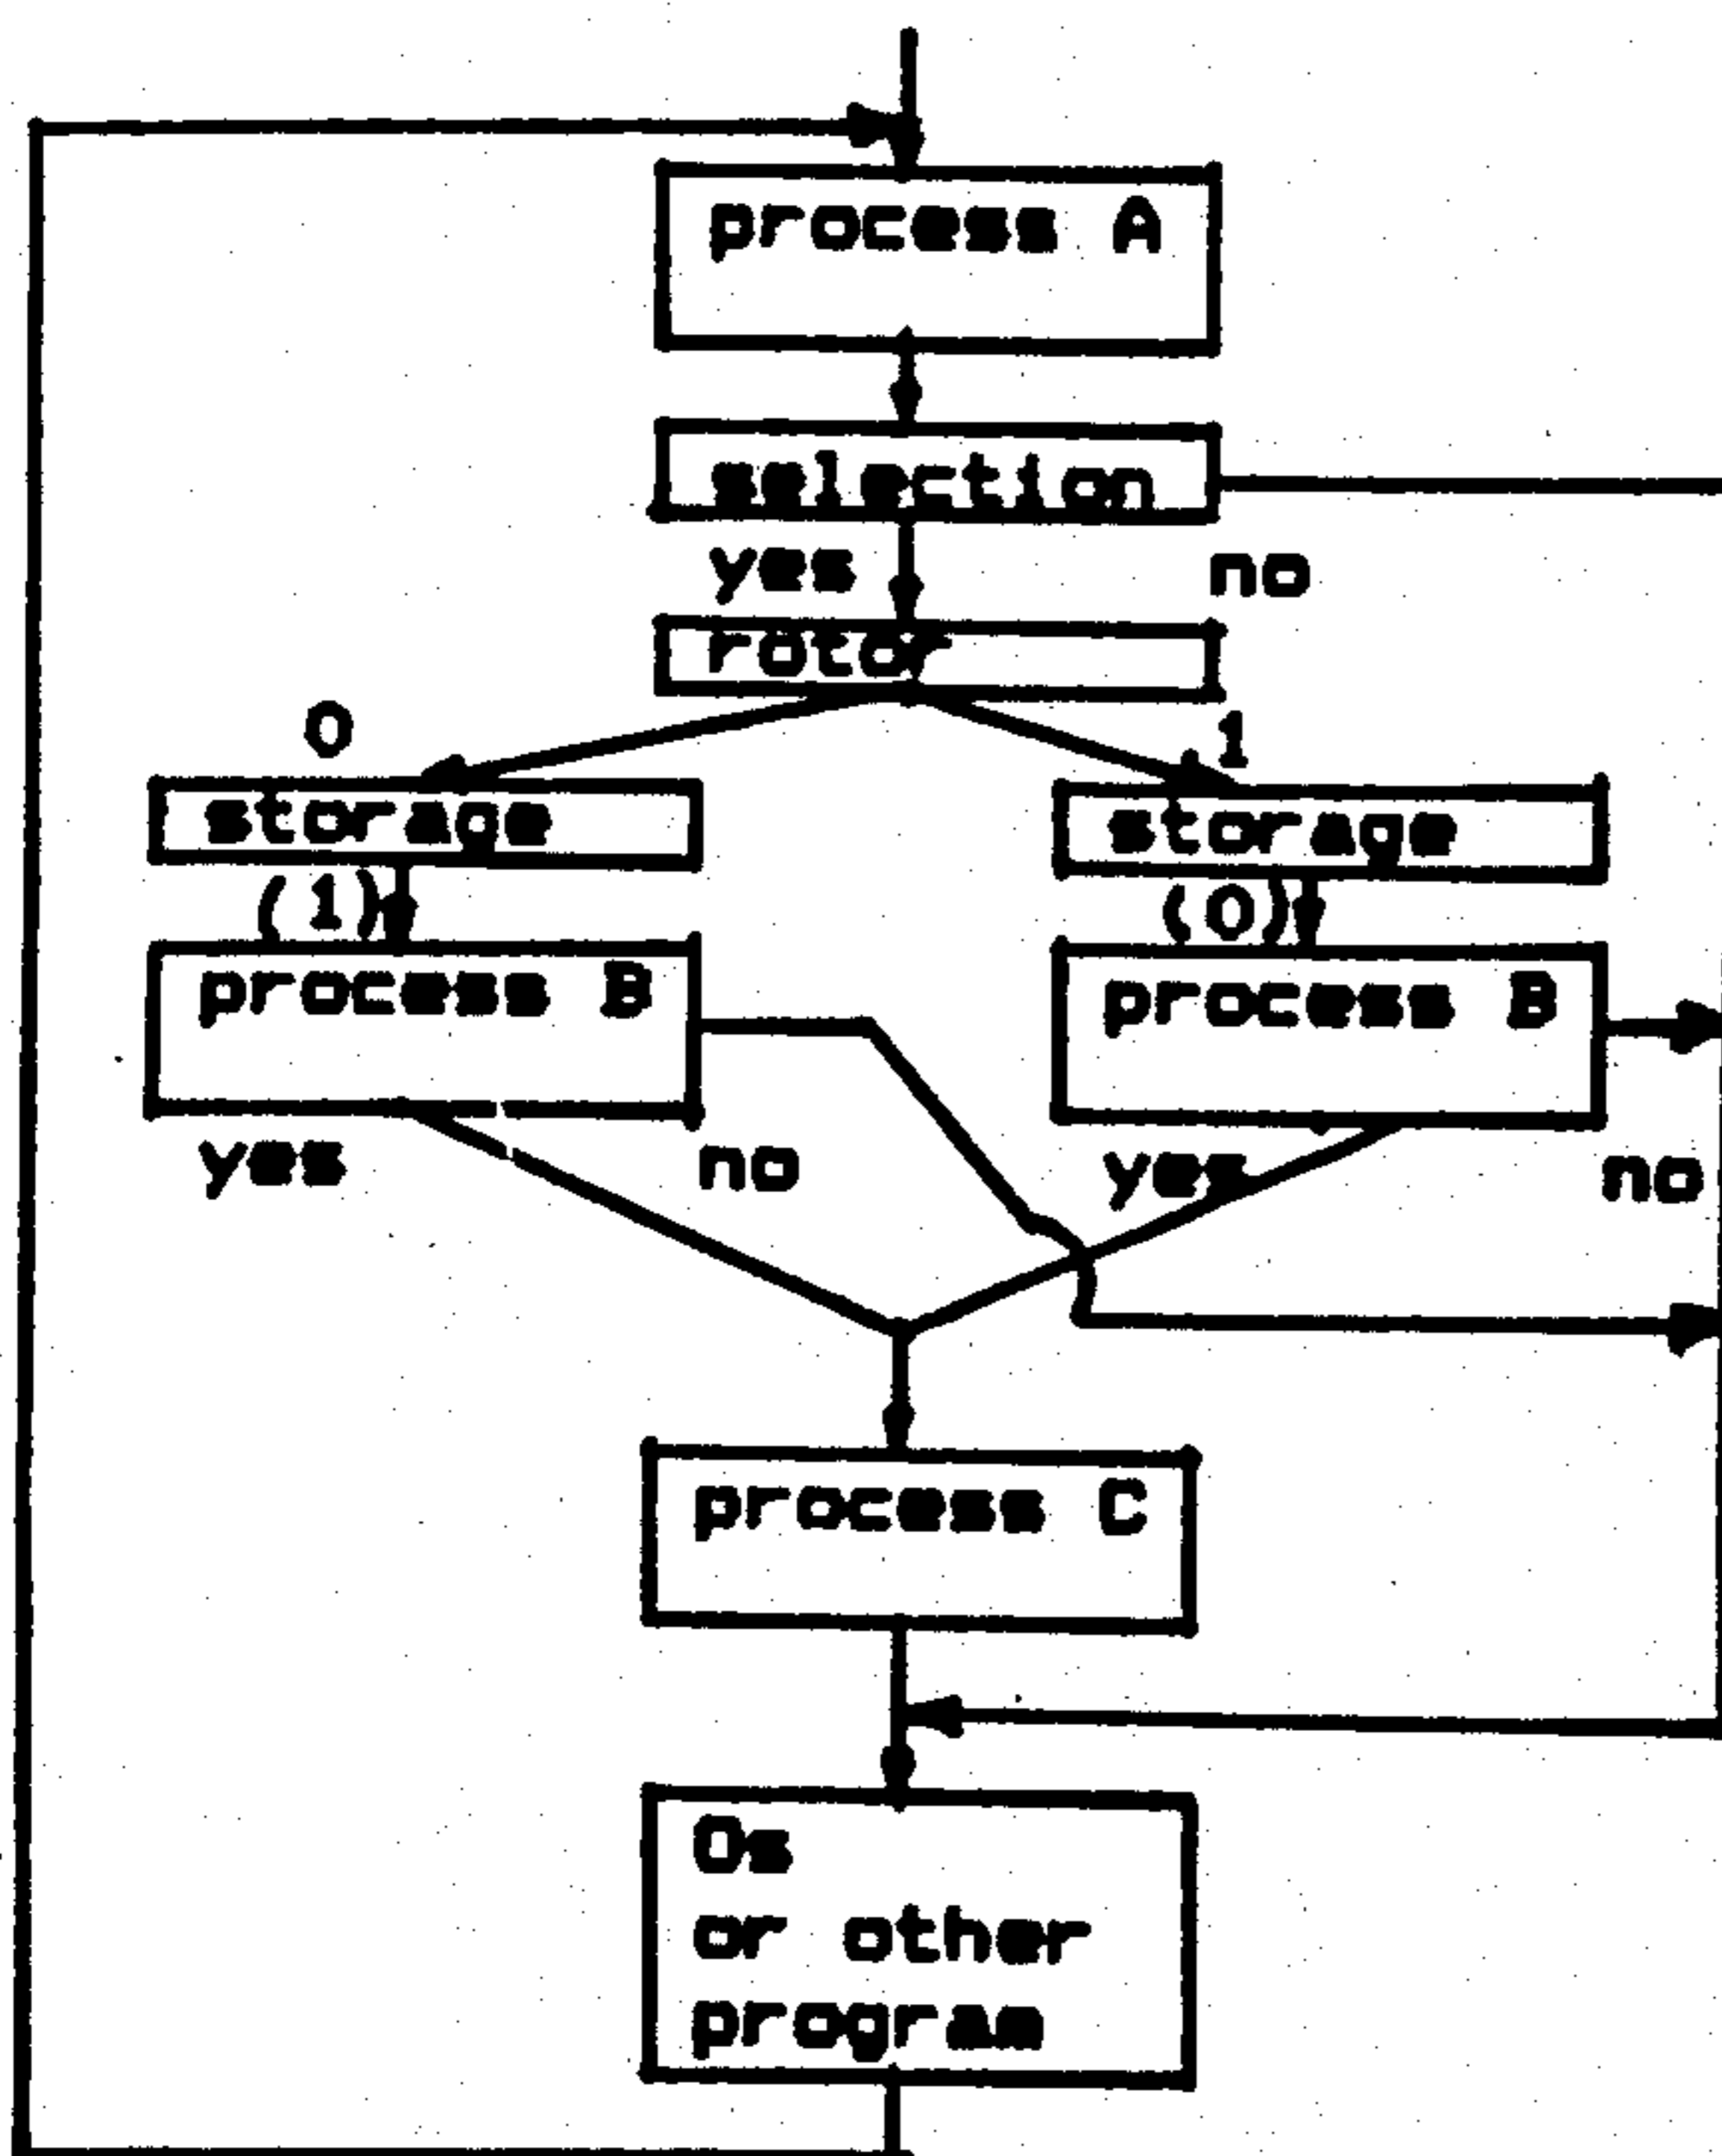 process A
selection
yes no
rotor
0 1
storage storage
(1) (0)
process B process B
yes no yes no
process C
Os
or other
program